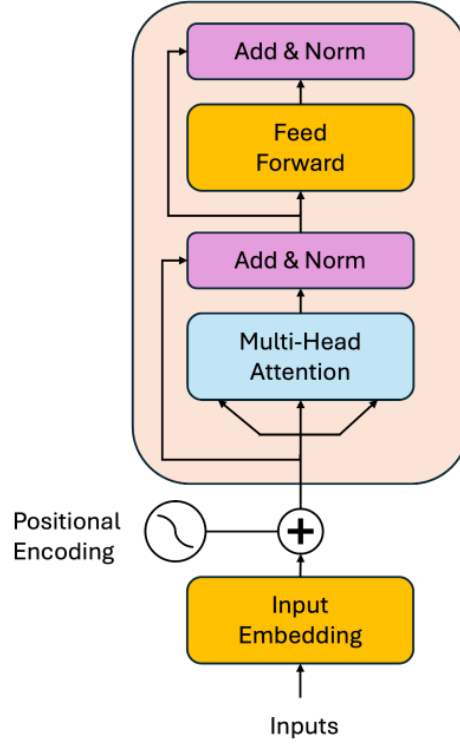 Add & Norm
Feed
Forward
Add & Norm
Multi-Head
Attention
Positional
Encoding
+
Input
Embedding
Inputs